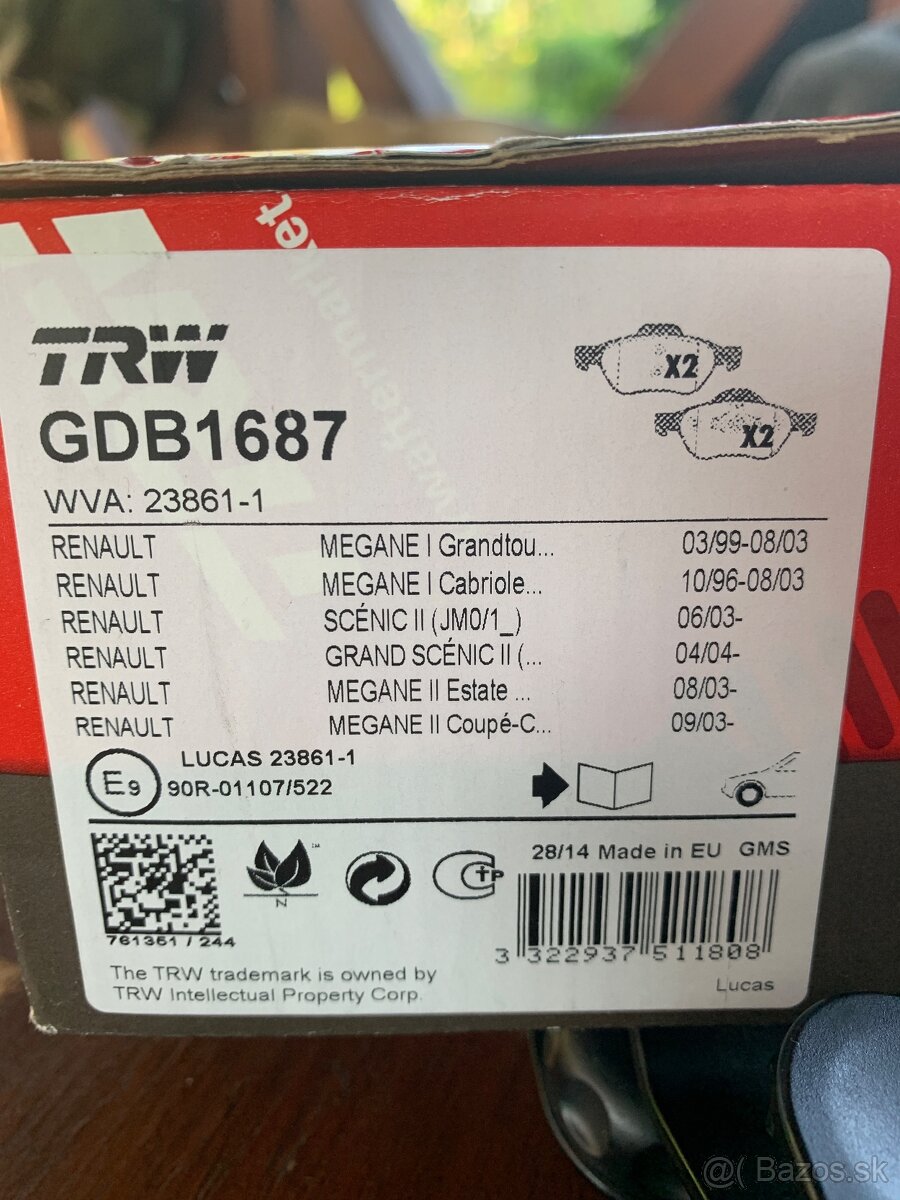 aftermarket
TRW
GDB1687
WVA: 23861-1
X2
X2
RENAULT MEGANE I Grandtou... 03/99-08/03
RENAULT MEGANE I Cabriole... 10/96-08/03
RENAULT SCÉNIC II (JM0/1_) 06/03-
RENAULT GRAND SCÉNIC II (... 04/04-
RENAULT MEGANE II Estate ... 08/03-
RENAULT MEGANE II Coupé-C... 09/03-
E9
LUCAS 23861-1
90R-01107/522
N
TM
28/14 Made in EU GMS
761361 / 244
3 322937 511808
The TRW trademark is owned by
TRW Intellectual Property Corp.
Lucas
@( Bazos.sk